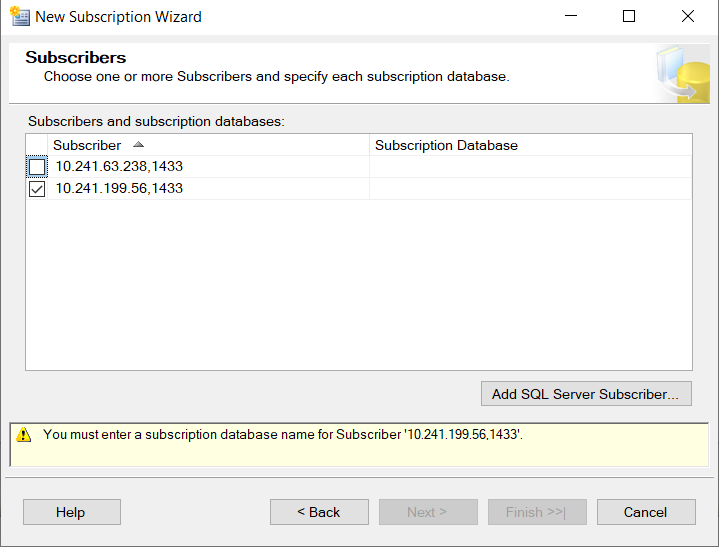 New Subscription Wizard
Subscribers
Choose one or more Subscribers and specify each subscription database.
Subscribers and subscription databases:
Subscriber Subscription Database
10.241.63.238,1433
10.241.199.56,1433
Add SQL Server Subscriber...
You must enter a subscription database name for Subscriber '10.241.199.56,1433'.
Help < Back Next > Finish >>| Cancel